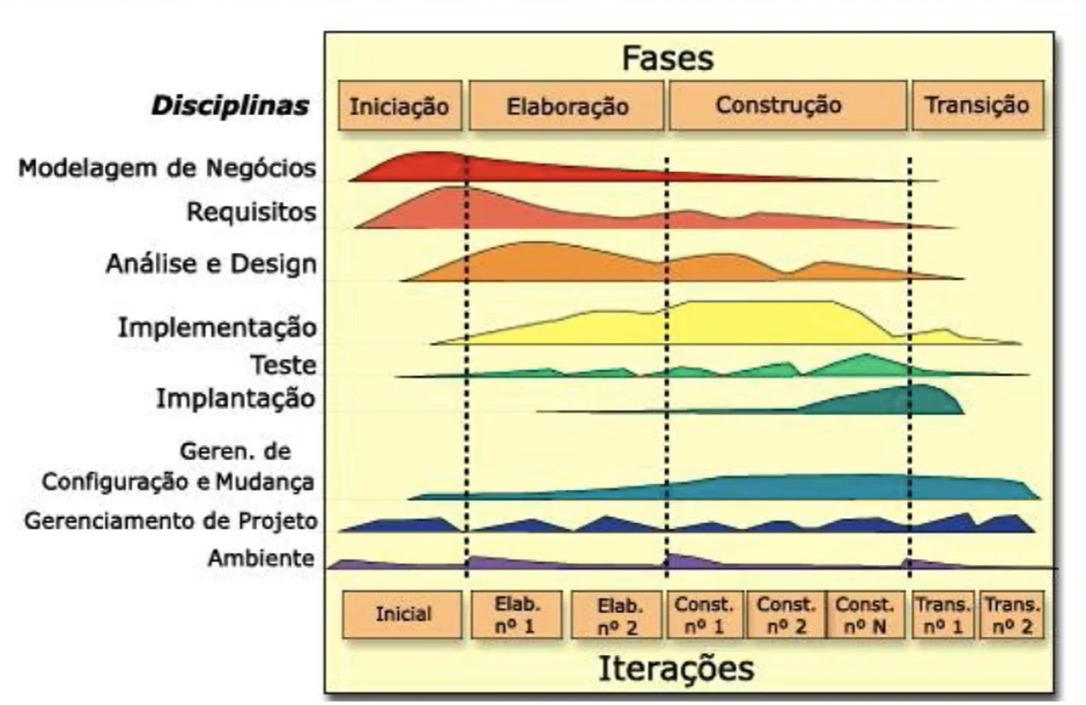 Fases
Disciplinas
Iniciação
Elaboração
Construção
Transição
Modelagem de Negócios
Requisitos
Análise e Design
Implementação
Teste
Implantação
Geren. de
Configuração e Mudança
Gerenciamento de Projeto
Ambiente
Inicial
Elab.
nº 1
Elab.
nº 2
Const.
nº 1
Const.
nº 2
Const.
nº N
Trans.
nº 1
Trans.
nº 2
Iterações